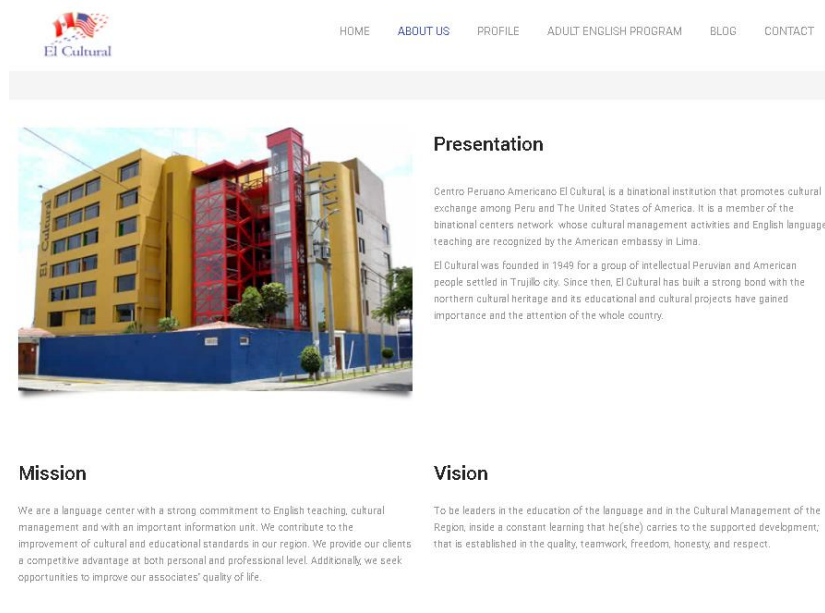 El Cultural
HOME
ABOUT US
PROFILE
ADULT ENGLISH PROGRAM
BLOG
CONTACT
El Cultural
Presentation
Centro Peruano Americano El Cultural, is a binational institution that promotes cultural
exchange among Peru and The United States of America. It is a member of the
binational centers network whose cultural management activities and English language
teaching are recognized by the American embassy in Lima.
El Cultural was founded in 1949 for a group of intellectual Peruvian and American
people settled in Trujillo city. Since then, El Cultural has built a strong bond with the
northern cultural heritage and its educational and cultural projects have gained
importance and the attention of the whole country.
Mission
We are a language center with a strong commitment to English teaching, cultural
management and with an important information unit. We contribute to the
improvement of cultural and educational standards in our region. We provide our clients
a competitive advantage at both personal and professional level. Additionally, we seek
opportunities to improve our associates' quality of life.
Vision
To be leaders in the education of the language and in the Cultural Management of the
Region, inside a constant learning that he(she) carries to the supported development;
that is established in the quality, teamwork, freedom, honesty, and respect.